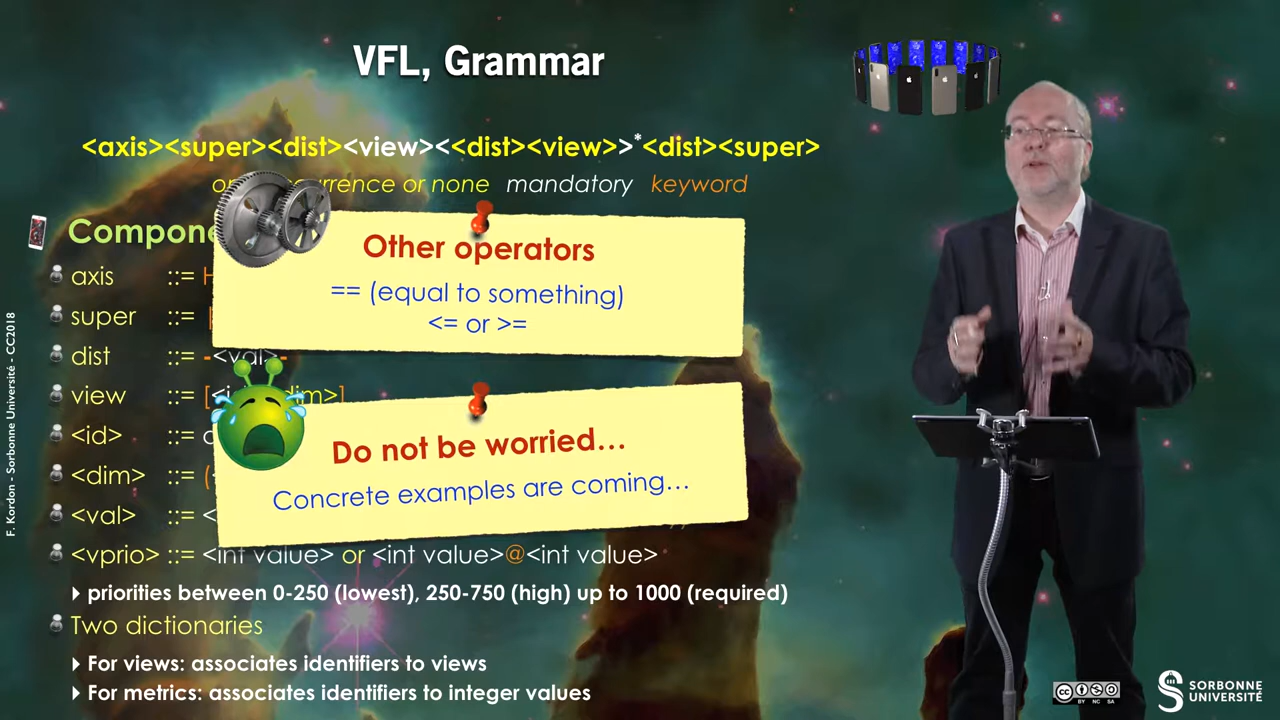 VFL, Grammar
<axis><super><dist><view><<dist><view>>*<dist><super>
occurrence or none mandatory keyword
Other operators
== (equal to something)
<= or >=
axis ::=
super ::=
dist ::= -<val>-
view ::= [
<id> ::=
<dim> ::= (
<val> ::= <
Do not be worried…
Concrete examples are coming…
<vprio> ::= <int value> or <int value>@<int value>
priorities between 0-250 (lowest), 250-750 (high) up to 1000 (required)
Two dictionaries
For views: associates identifiers to views
For metrics: associates identifiers to integer values
F. Kordon - Sorbonne Université - CC2018
BY NC SA
SORBONNE
UNIVERSITÉ